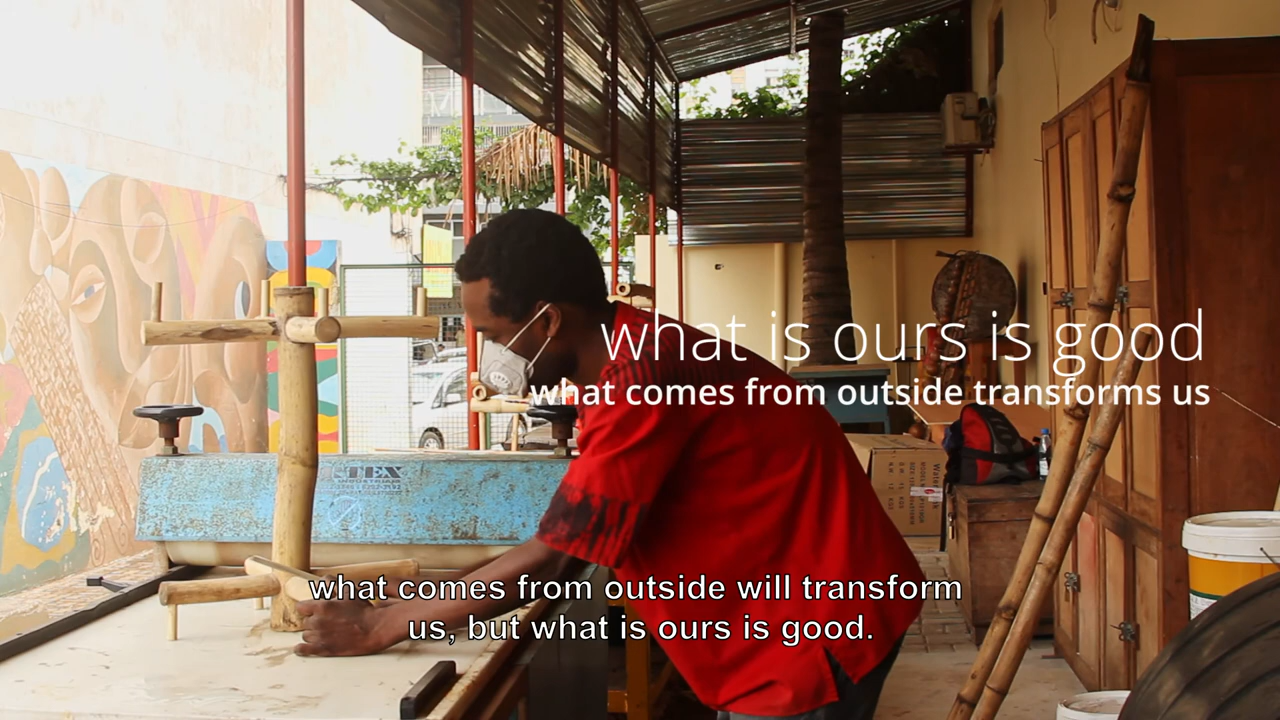 what is ours is good
what comes from outside transforms us
what comes from outside will transform
us, but what is ours is good.